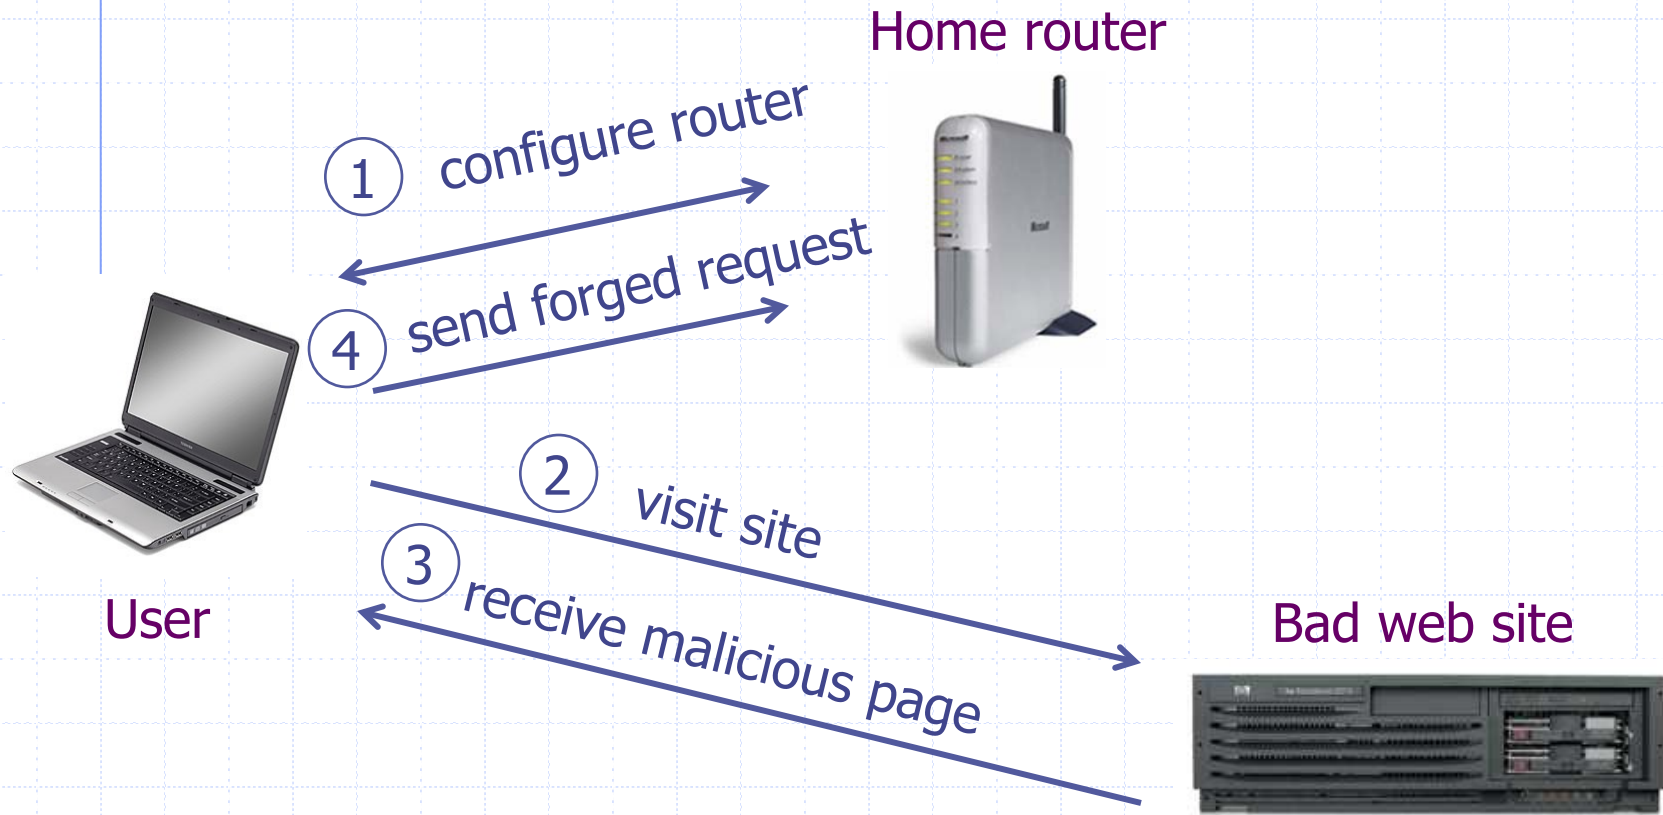 Home router
1 configure router
4 send forged request
2 visit site
3 receive malicious page
User
Bad web site
Microsoft